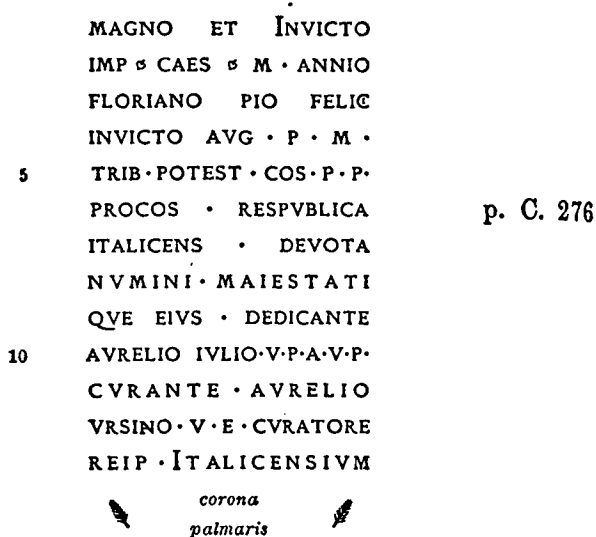 MAGNO ET INVICTO
IMP CAES M · ANNIO
FLORIANO PIO FELIC
INVICTO AVG · P · M ·
5 TRIB · POTEST · COS · P · P ·
PROCOS · RESPVBLICA p. C. 276
ITALICENS · DEVOTA
NVMINI · MAIESTATI
QVE EIVS · DEDICANTE
10 AVRELIO IVLIO · V · P · A · V · P ·
CVRANTE · AVRELIO
VRSINO · V · E · CVRATORE
REIP · ITALICENSIVM
corona
palmaris